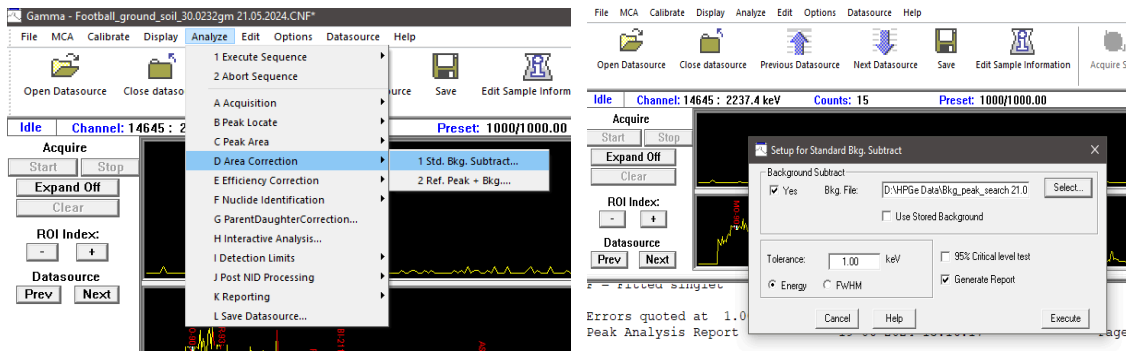 Gamma - Football_ground_soil_30.0232gm 21.05.2024.CNF*
File MCA Calibrate Display Analyze Edit Options Datasource Help
Open Datasource Close dataso urce Save Edit Sample Inform
1 Execute Sequence
2 Abort Sequence
A Acquisition
B Peak Locate
C Peak Area
D Area Correction
E Efficiency Correction
F Nuclide Identification
G ParentDaughterCorrection...
H Interactive Analysis...
I Detection Limits
J Post NID Processing
K Reporting
L Save Datasource...
1 Std. Bkg. Subtract...
2 Ref. Peak + Bkg....
Idle Channel: 14645 : 2 Preset: 1000/1000.00
Acquire
Start Stop
Expand Off
Clear
ROI Index:
- +
Datasource
Prev Next
File MCA Calibrate Display Analyze Edit Options Datasource Help
Open Datasource Close datasource Previous Datasource Next Datasource Save Edit Sample Information Acquire S
Idle Channel: 14645 : 2237.4 keV Counts: 15 Preset: 1000/1000.00
Acquire
Start Stop
Expand Off
Clear
ROI Index:
- +
Datasource
Prev Next
Setup for Standard Bkg. Subtract
Background Subtract
Yes Bkg. File: D:\HPGe Data\Bkg_peak_search 21.0 Select...
Use Stored Background
Tolerance: 1.00 keV
Energy FWHM
95% Critical level test
Generate Report
Cancel Help Execute
F = Fitted singlet
Errors quoted at 1.0
Peak Analysis Report